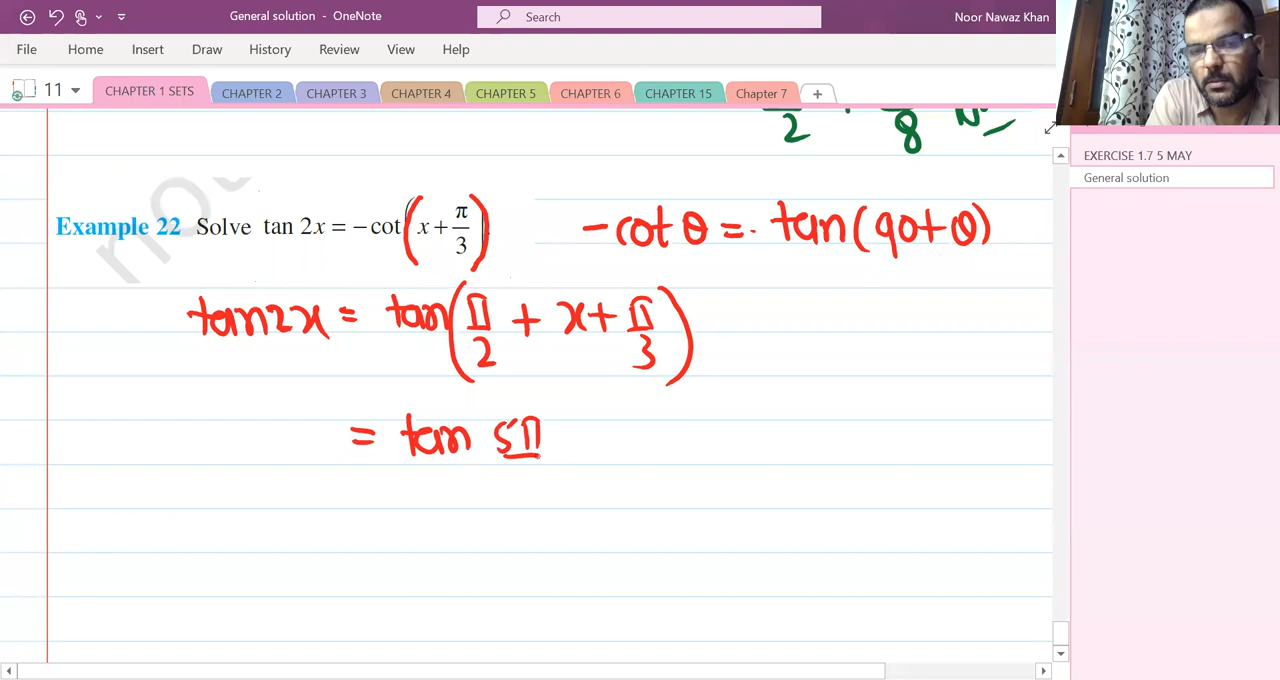 General solution - OneNote
Search
Noor Nawaz Khan
File Home Insert Draw History Review View Help
11 CHAPTER 1 SETS CHAPTER 2 CHAPTER 3 CHAPTER 4 CHAPTER 5 CHAPTER 6 CHAPTER 15 Chapter 7 +
EXERCISE 1.7 5 MAY
General solution
2 8
Example 22 Solve tan 2x = −cot(x + π/3)
-cot θ = tan(90+θ)
tan2x = tan(π/2 + x + π/3)
= tan 5π